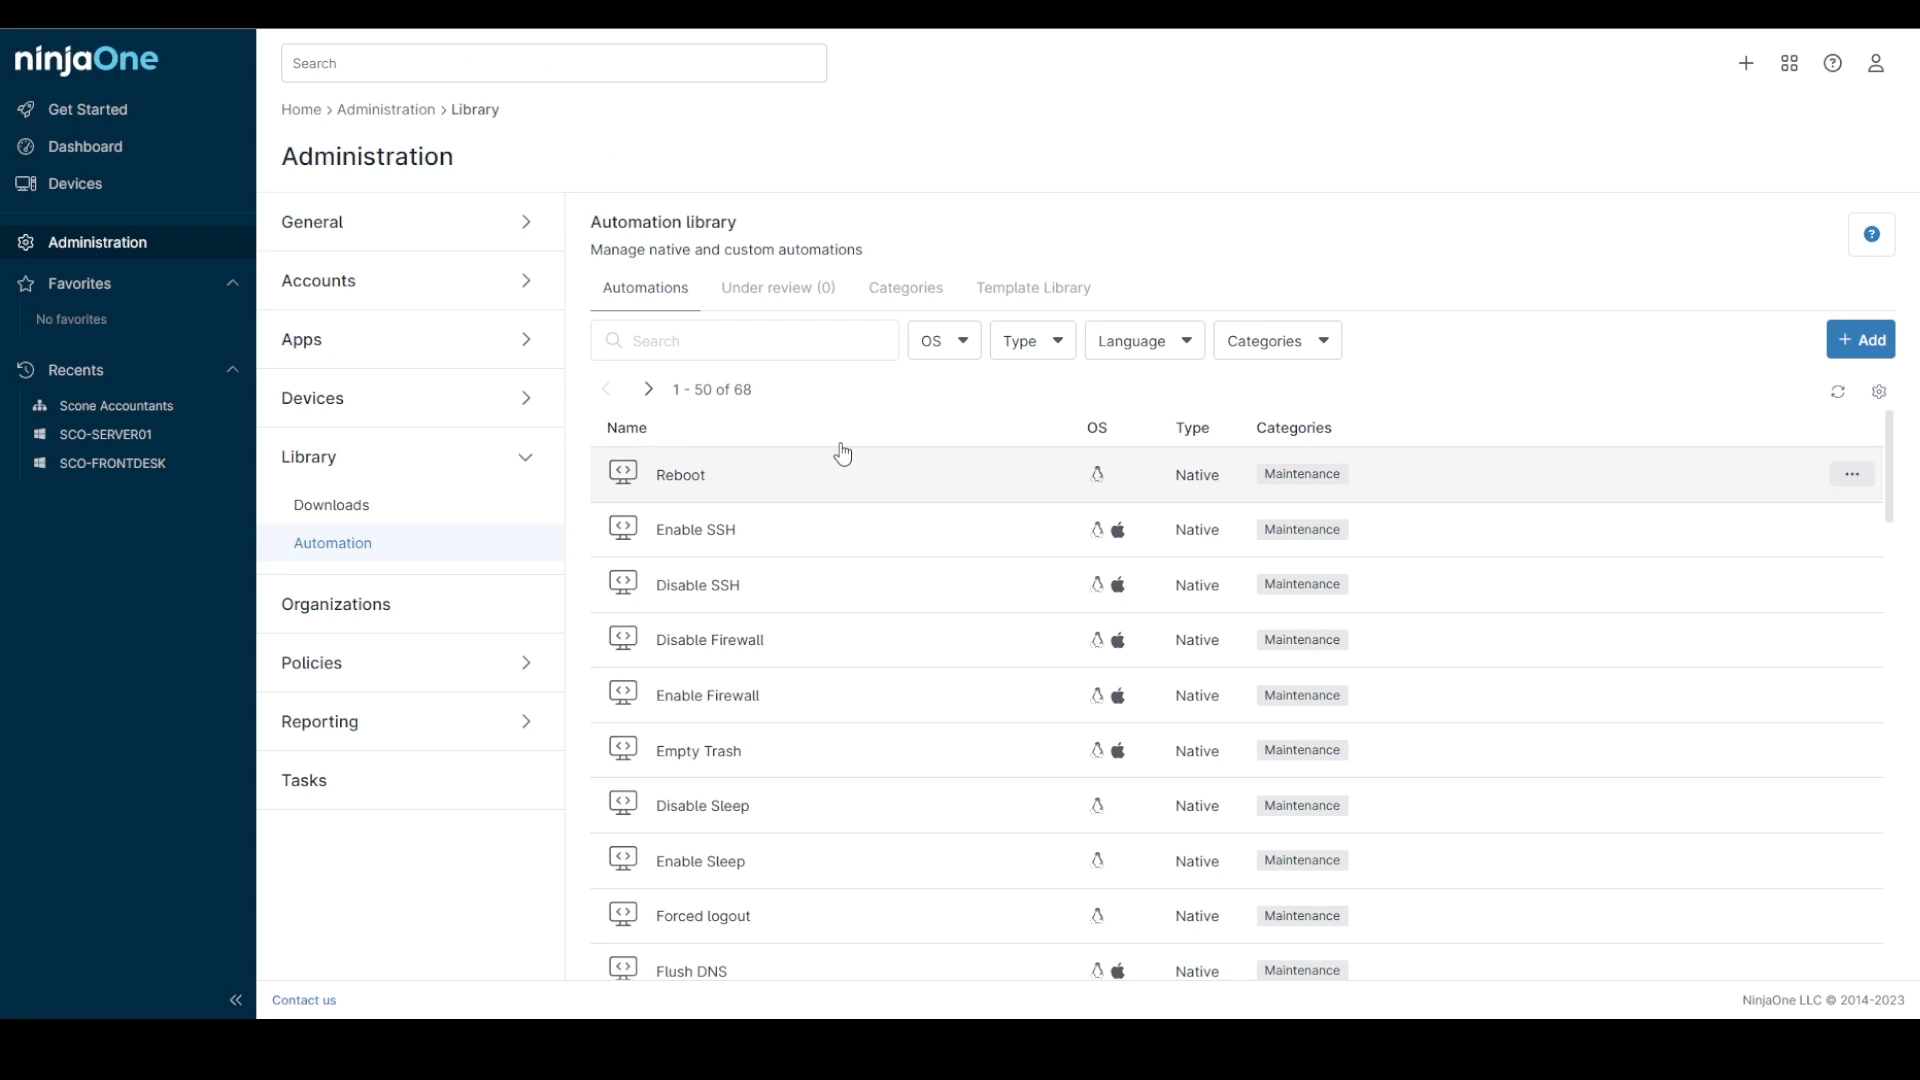 ninjaOne
Get Started
Dashboard
Devices
Administration
Favorites
No favorites
Recents
Scone Accountants
SCO-SERVER01
SCO-FRONTDESK
Search
Home > Administration > Library
Administration
General
Accounts
Apps
Devices
Library
Downloads
Automation
Organizations
Policies
Reporting
Tasks
Automation library
Manage native and custom automations
Automations Under review (0) Categories Template Library
Search OS Type Language Categories + Add
1 - 50 of 68
Name OS Type Categories
Reboot Native Maintenance
Enable SSH Native Maintenance
Disable SSH Native Maintenance
Disable Firewall Native Maintenance
Enable Firewall Native Maintenance
Empty Trash Native Maintenance
Disable Sleep Native Maintenance
Enable Sleep Native Maintenance
Forced logout Native Maintenance
Flush DNS Native Maintenance
Contact us
NinjaOne LLC © 2014-2023